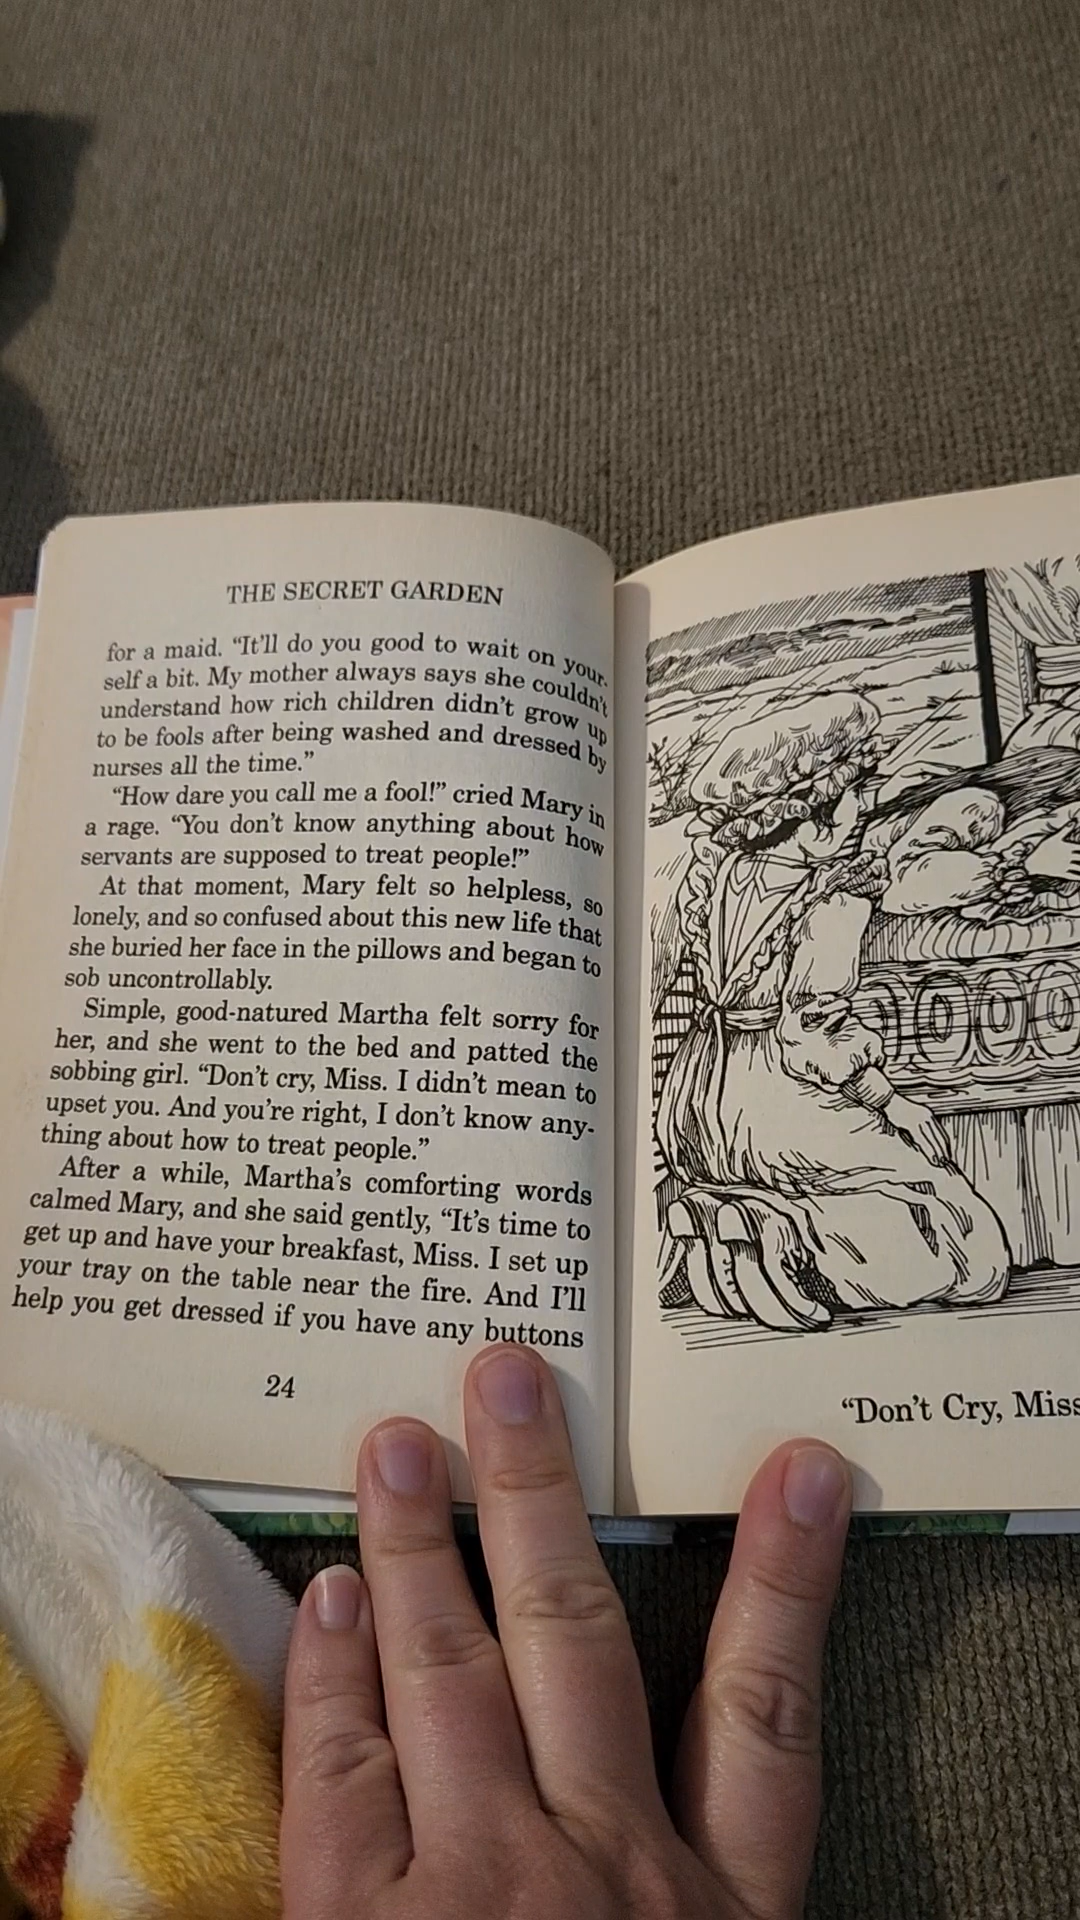 THE SECRET GARDEN
for a maid. “It’ll do you good to wait on your-
self a bit. My mother always says she couldn’t
understand how rich children didn’t grow up
to be fools after being washed and dressed by
nurses all the time.”
“How dare you call me a fool!” cried Mary in
a rage. “You don’t know anything about how
servants are supposed to treat people!”
At that moment, Mary felt so helpless, so
lonely, and so confused about this new life that
she buried her face in the pillows and began to
sob uncontrollably.
Simple, good-natured Martha felt sorry for
her, and she went to the bed and patted the
sobbing girl. “Don’t cry, Miss. I didn’t mean to
upset you. And you’re right, I don’t know any-
thing about how to treat people.”
After a while, Martha’s comforting words
calmed Mary, and she said gently, “It’s time to
get up and have your breakfast, Miss. I set up
your tray on the table near the fire. And I’ll
help you get dressed if you have any buttons
24
“Don’t Cry, Miss